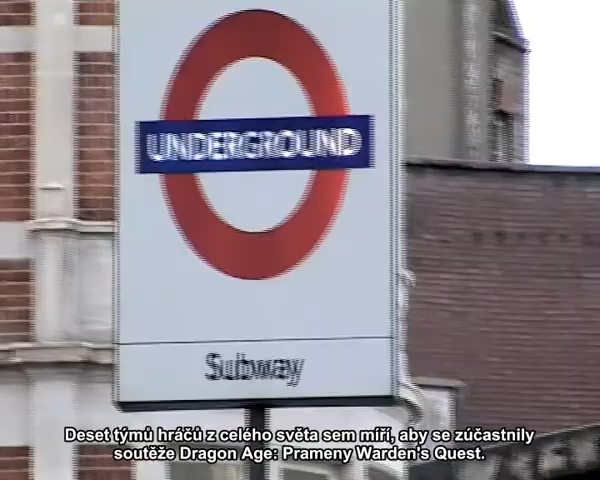 UNDERGROUND
Subway
Deset týmů hráčů z celého světa sem míří, aby se zúčastnily
soutěže Dragon Age: Prameny Warden's Quest.